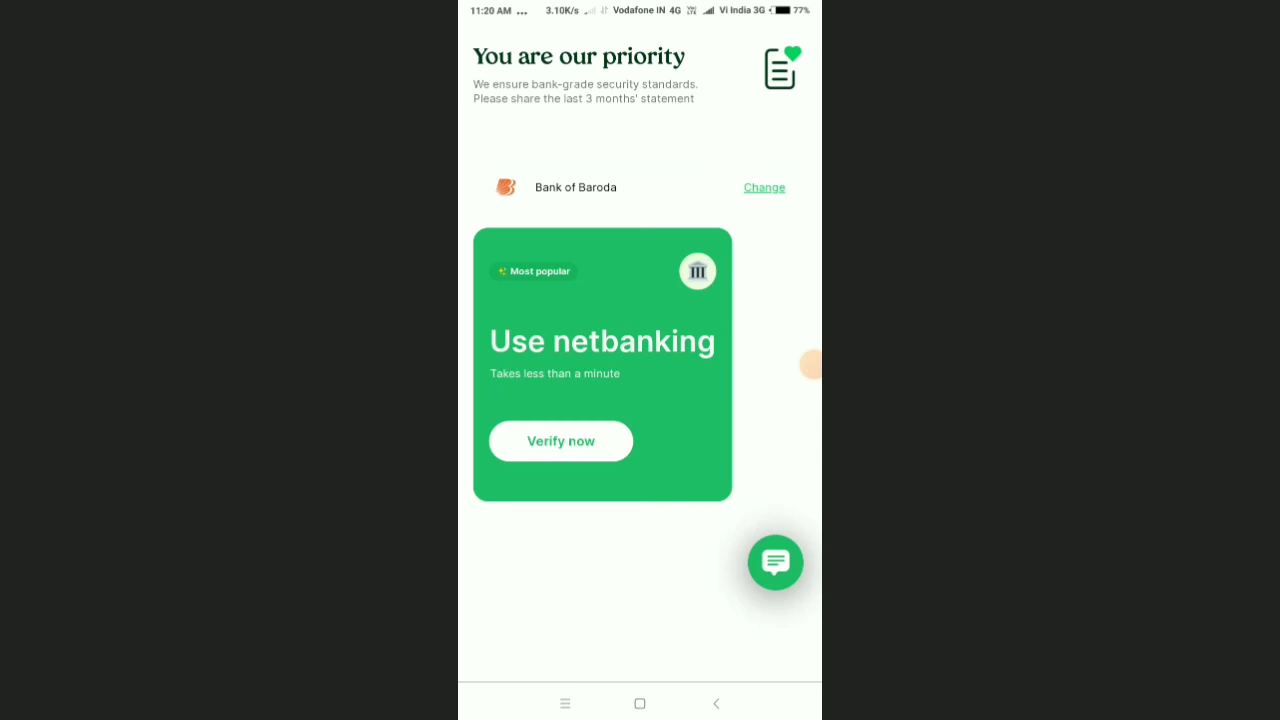 11:20 AM ... 3.10K/s Vodafone IN 4G Vo LTE Vi India 3G 77%
You are our priority
We ensure bank-grade security standards.
Please share the last 3 months' statement
Bank of Baroda Change
Most popular
Use netbanking
Takes less than a minute
Verify now